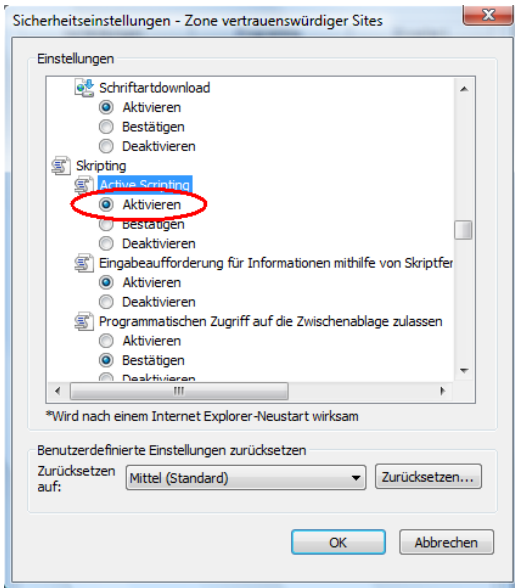 Sicherheitseinstellungen - Zone vertrauenswürdiger Sites
Einstellungen
Schriftartdownload
Aktivieren
Bestätigen
Deaktivieren
Skripting
Active Scripting
Aktivieren
Bestätigen
Deaktivieren
Eingabeaufforderung für Informationen mithilfe von Skriptfer
Aktivieren
Deaktivieren
Programmatischen Zugriff auf die Zwischenablage zulassen
Aktivieren
Bestätigen
Deaktivieren
*Wird nach einem Internet Explorer-Neustart wirksam
Benutzerdefinierte Einstellungen zurücksetzen
Zurücksetzen auf: Mittel (Standard) Zurücksetzen...
OK Abbrechen